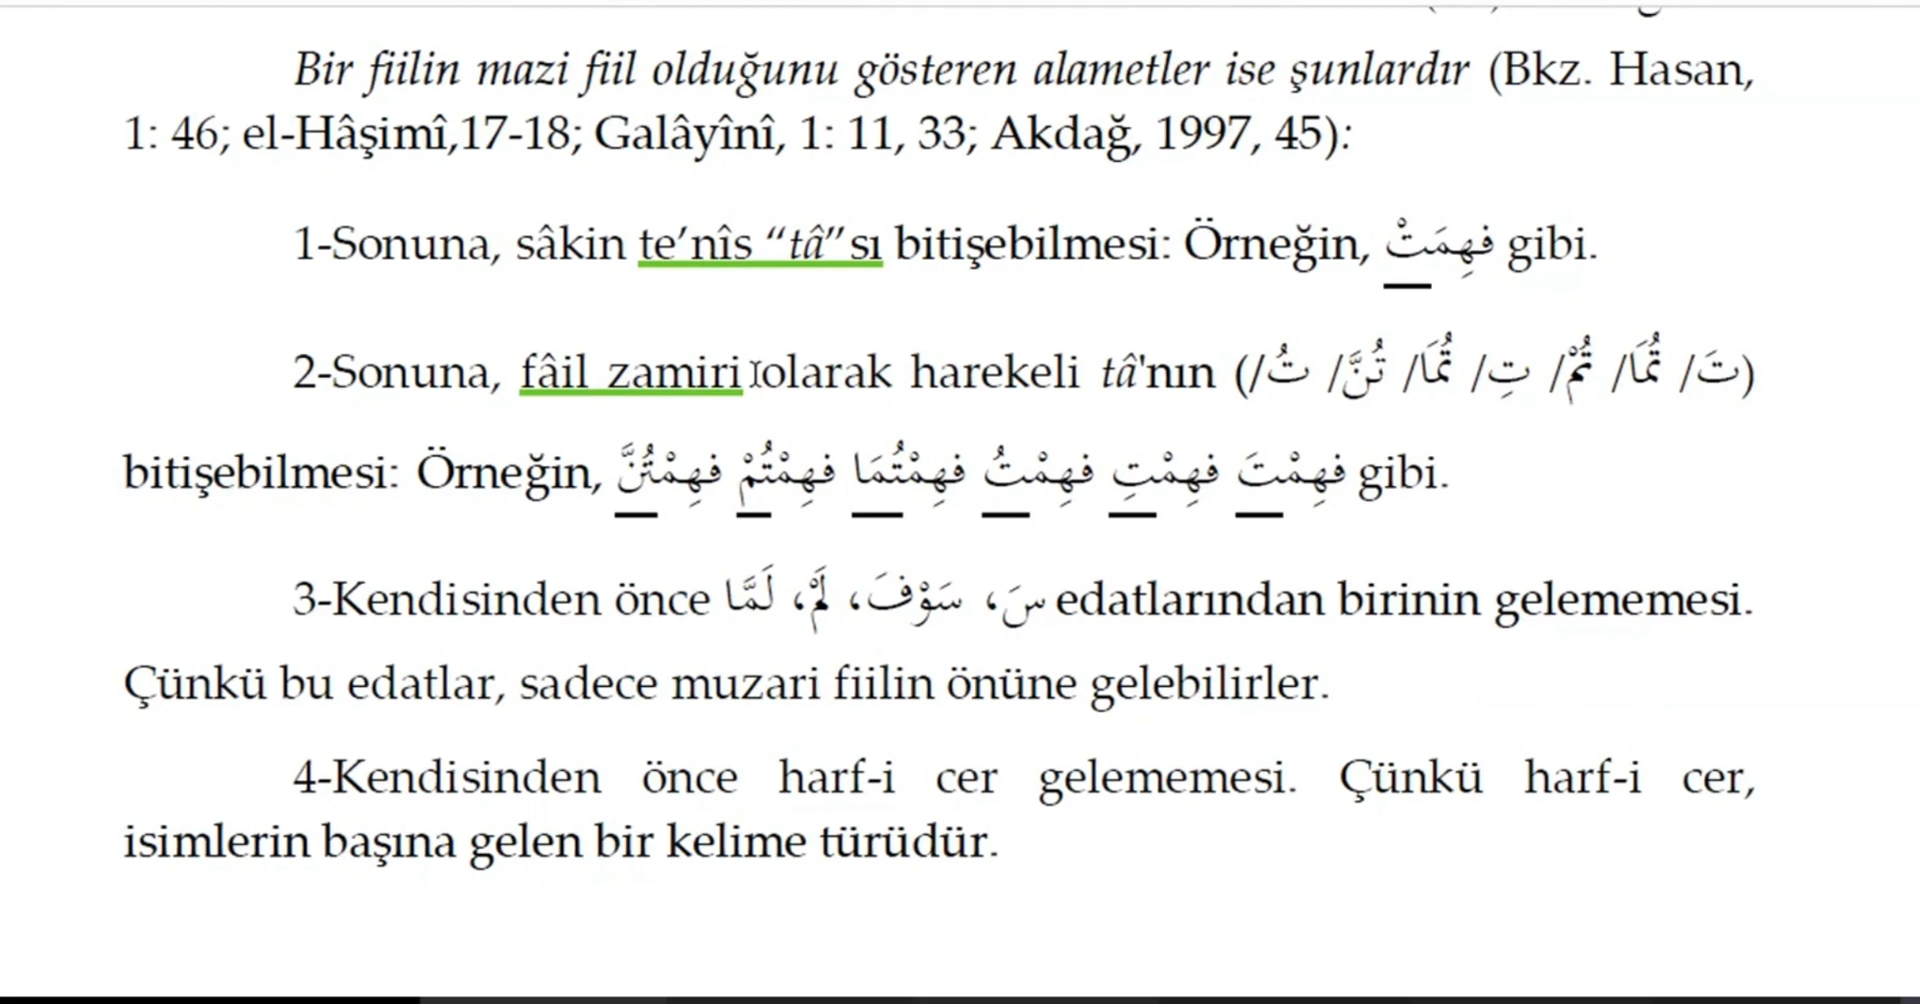 Bir fiilin mazi fiil olduğunu gösteren alametler ise şunlardır (Bkz. Hasan,
1: 46; el-Hâşimî,17-18; Galâyînî, 1: 11, 33; Akdağ, 1997, 45):
1-Sonuna, sâkin te’nîs “tâ”sı bitişebilmesi: Örneğin, فهِمَتْ gibi.
2-Sonuna, fâil zamiri olarak harekeli tâ'nın (تَ/ تُمَا/ تُمْ/ تِ/ تُمَا/ تُنَّ/ تُ/)
bitişebilmesi: Örneğin, فهِمْتَ فهِمْتِ فهِمْتُ فهِمْتُمَا فهِمْتُمْ فهِمْتُنَّ gibi.
3-Kendisinden önce سَ، سَوْفَ، لَمْ، لَمَّا edatlarından birinin gelememesi.
Çünkü bu edatlar, sadece muzari fiilin önüne gelebilirler.
4-Kendisinden önce harf-i cer gelememesi. Çünkü harf-i cer,
isimlerin başına gelen bir kelime türüdür.